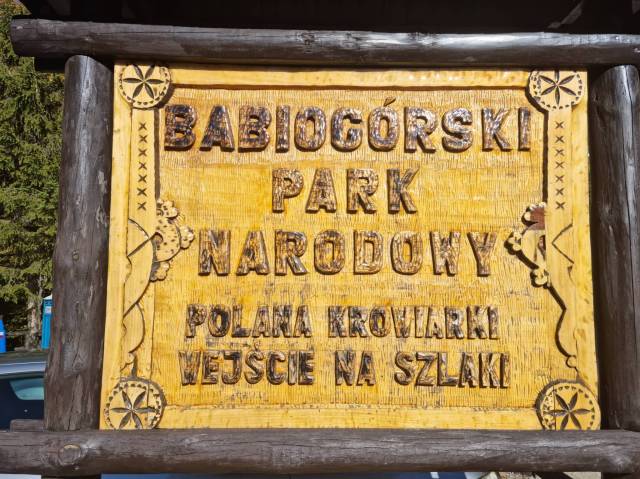 BABIOGÓRSKI
PARK
NARODOWY
POLANA KROWIARKI
WEJŚCIE NA SZLAKI